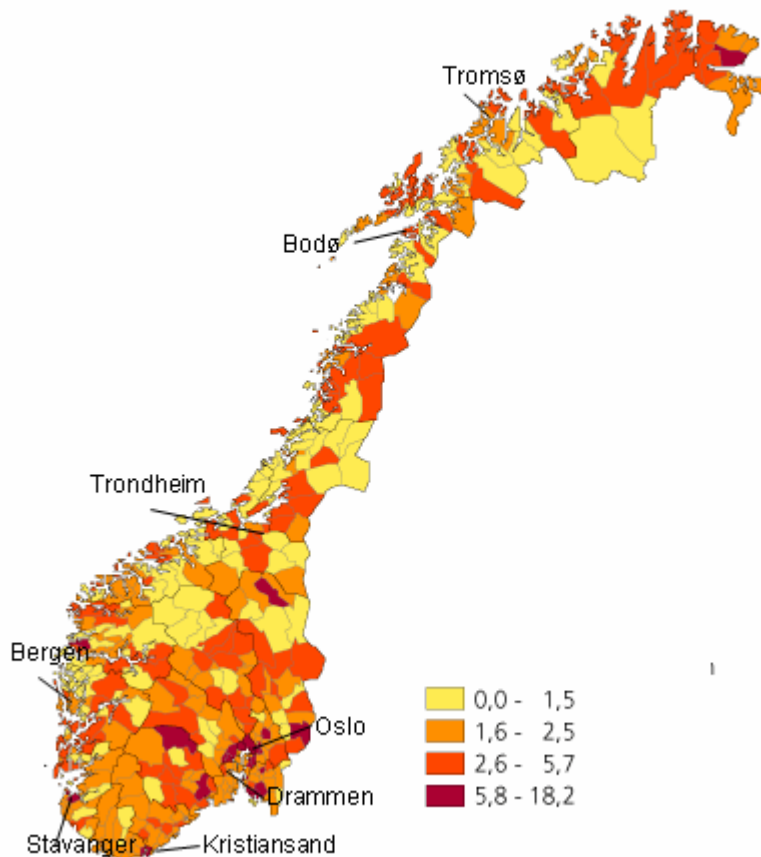 Tromsø
Bodø
Trondheim
Bergen
0,0 - 1,5
1,6 - 2,5
Oslo
2,6 - 5,7
Drammen
5,8 - 18,2
Stavanger
Kristiansand